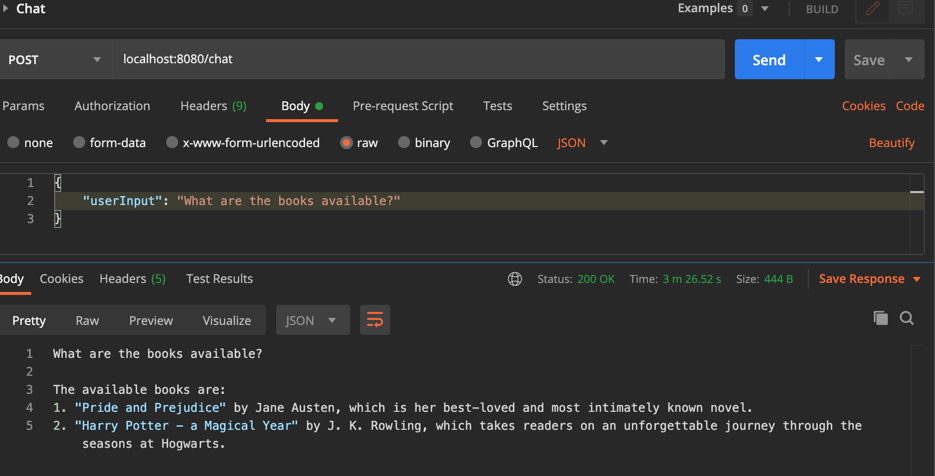 Chat
Examples 0
BUILD
POST
localhost:8080/chat
Send
Save
Params Authorization Headers (9) Body Pre-request Script Tests Settings Cookies Code
none form-data x-www-form-urlencoded raw binary GraphQL JSON Beautify
1 {
2 "userInput": "What are the books available?"
3 }
Body Cookies Headers (5) Test Results Status: 200 OK Time: 3 m 26.52 s Size: 444 B Save Response
Pretty Raw Preview Visualize JSON
1 What are the books available?
2
3 The available books are:
4 1. "Pride and Prejudice" by Jane Austen, which is her best-loved and most intimately known novel.
5 2. "Harry Potter - a Magical Year" by J. K. Rowling, which takes readers on an unforgettable journey through the
seasons at Hogwarts.